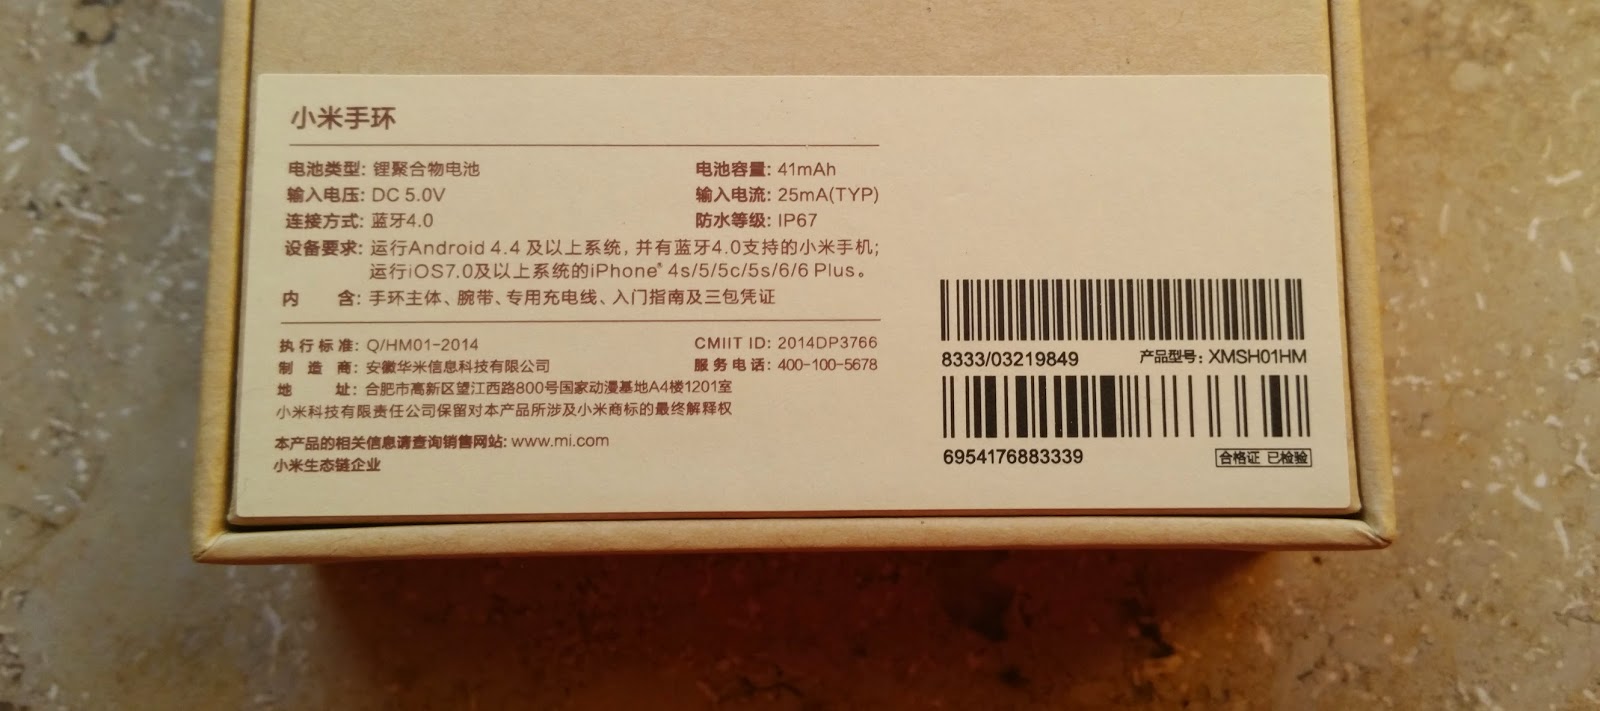 小米手环
电池类型: 锂聚合物电池 电池容量: 41mAh
输入电压: DC 5.0V 输入电流: 25mA(TYP)
连接方式: 蓝牙4.0 防水等级: IP67
设备要求: 运行Android 4.4 及以上系统, 并有蓝牙4.0支持的小米手机;
运行iOS7.0及以上系统的iPhone® 4s/5/5c/5s/6/6 Plus。
内 含: 手环主体、腕带、专用充电线、入门指南及三包凭证
执行标准: Q/HM01-2014 CMIIT ID: 2014DP3766
制 造 商: 安徽华米信息科技有限公司 服务电话: 400-100-5678
地 址: 合肥市高新区望江西路800号国家动漫基地A4楼1201室
小米科技有限责任公司保留对本产品所涉及小米商标的最终解释权
本产品的相关信息请查询销售网站: www.mi.com
小米生态链企业
8333/03219849 产品型号: XMSH01HM
6954176883339 合格证 已检验